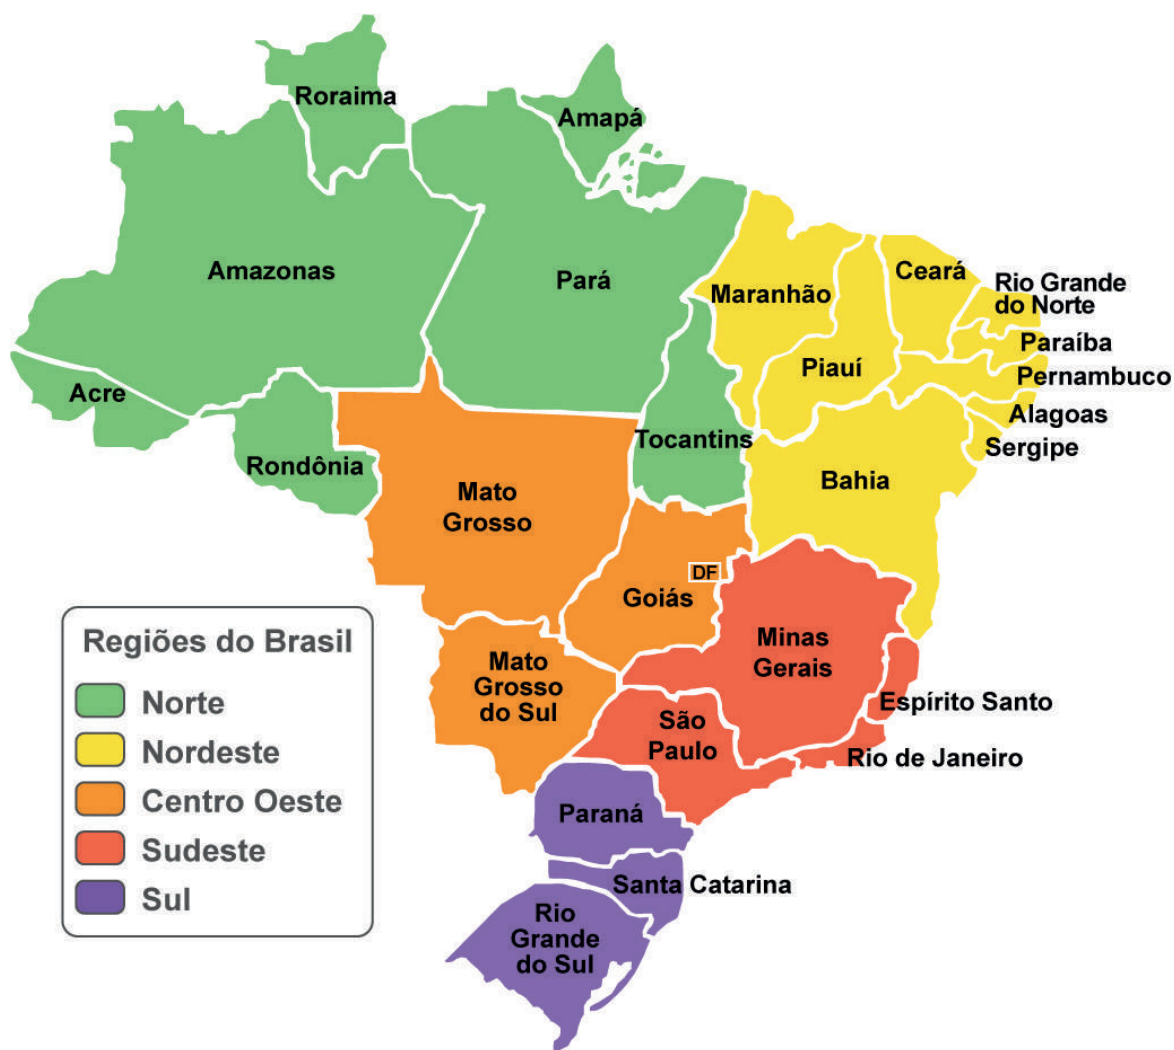 Roraima
Amapá
Amazonas
Pará
Maranhão
Ceará
Rio Grande
do Norte
Paraíba
Piauí
Pernambuco
Acre
Alagoas
Tocantins
Sergipe
Rondônia
Bahia
Mato
Grosso
DF
Goiás
Minas
Gerais
Mato
Grosso
do Sul
Espírito Santo
São
Paulo
Rio de Janeiro
Paraná
Santa Catarina
Rio
Grande
do Sul
Regiões do Brasil
Norte
Nordeste
Centro Oeste
Sudeste
Sul